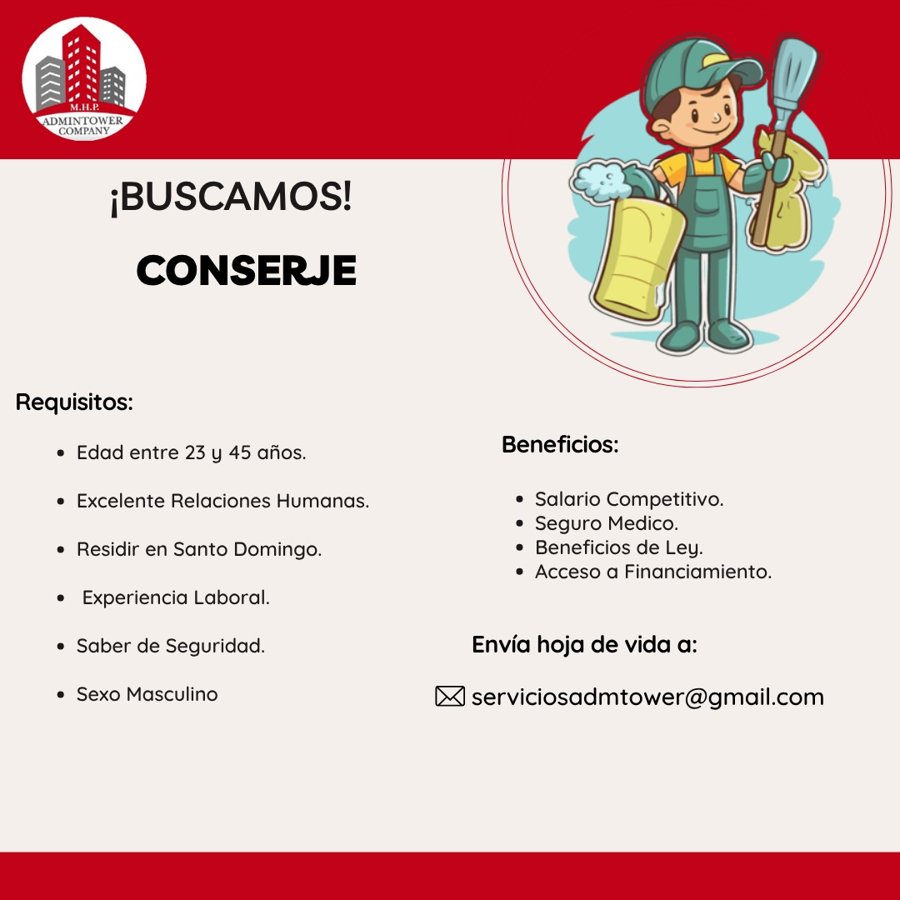 M.H.P.
ADMINTOWER
COMPANY
¡BUSCAMOS!
CONSERJE
Requisitos:
• Edad entre 23 y 45 años.
• Excelente Relaciones Humanas.
• Residir en Santo Domingo.
• Experiencia Laboral.
• Saber de Seguridad.
• Sexo Masculino
Beneficios:
• Salario Competitivo.
• Seguro Medico.
• Beneficios de Ley.
• Acceso a Financiamiento.
Envía hoja de vida a:
serviciosadmtower@gmail.com